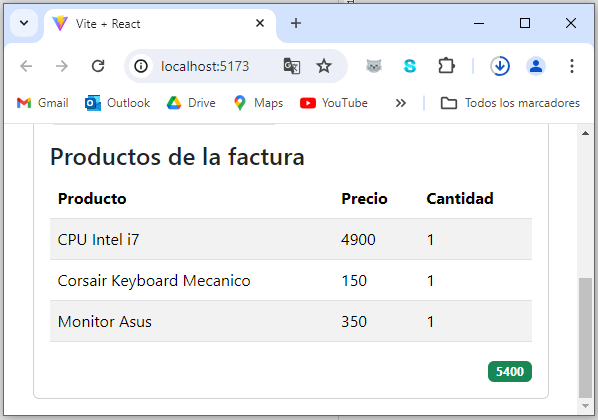 Vite + React
localhost:5173
Gmail Outlook Drive Maps YouTube Todos los marcadores
Productos de la factura
Producto Precio Cantidad
CPU Intel i7 4900 1
Corsair Keyboard Mecanico 150 1
Monitor Asus 350 1
5400